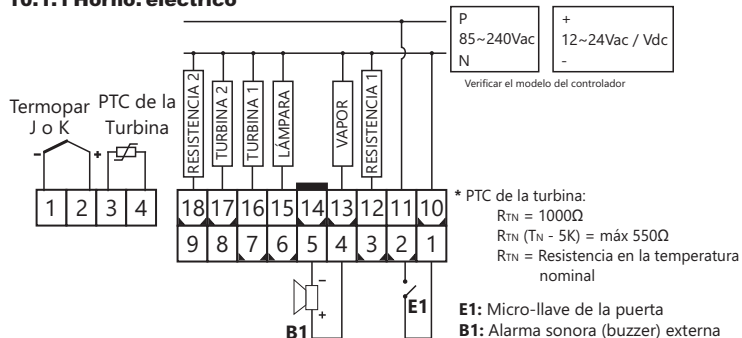 10.1.1 Horno: eléctrico
P
85~240Vac
N
+
12~24Vac / Vdc
-
Verificar el modelo del controlador
Termopar
J o K
PTC de la
Turbina
- +
RESISTENCIA 2
TURBINA 2
TURBINA 1
LÁMPARA
VAPOR
RESISTENCIA 1
1 2 3 4
18 17 16 15 14 13 12 11 10
9 8 7 6 5 4 3 2 1
* PTC de la turbina:
RTN = 1000Ω
RTN (TN - 5K) = máx 550Ω
RTN = Resistencia en la temperatura
nominal
-
+
B1
E1
E1: Micro-llave de la puerta
B1: Alarma sonora (buzzer) externa